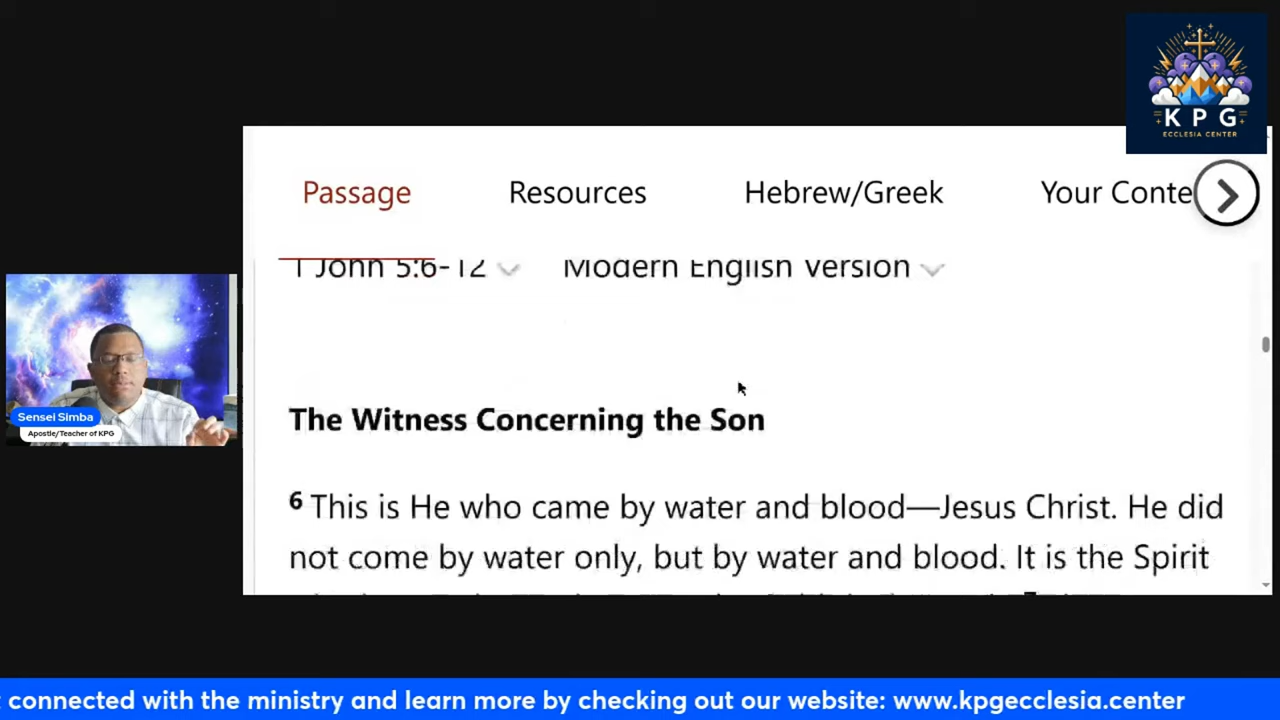 K P G
ECCLESIA CENTER
Passage
Resources
Hebrew/Greek
Your Conte
1 John 5:6-12
Modern English Version
The Witness Concerning the Son
6 This is He who came by water and blood—Jesus Christ. He did
not come by water only, but by water and blood. It is the Spirit
Sensei Simba
Apostle/Teacher of KPG
connected with the ministry and learn more by checking out our website: www.kpgecclesia.center